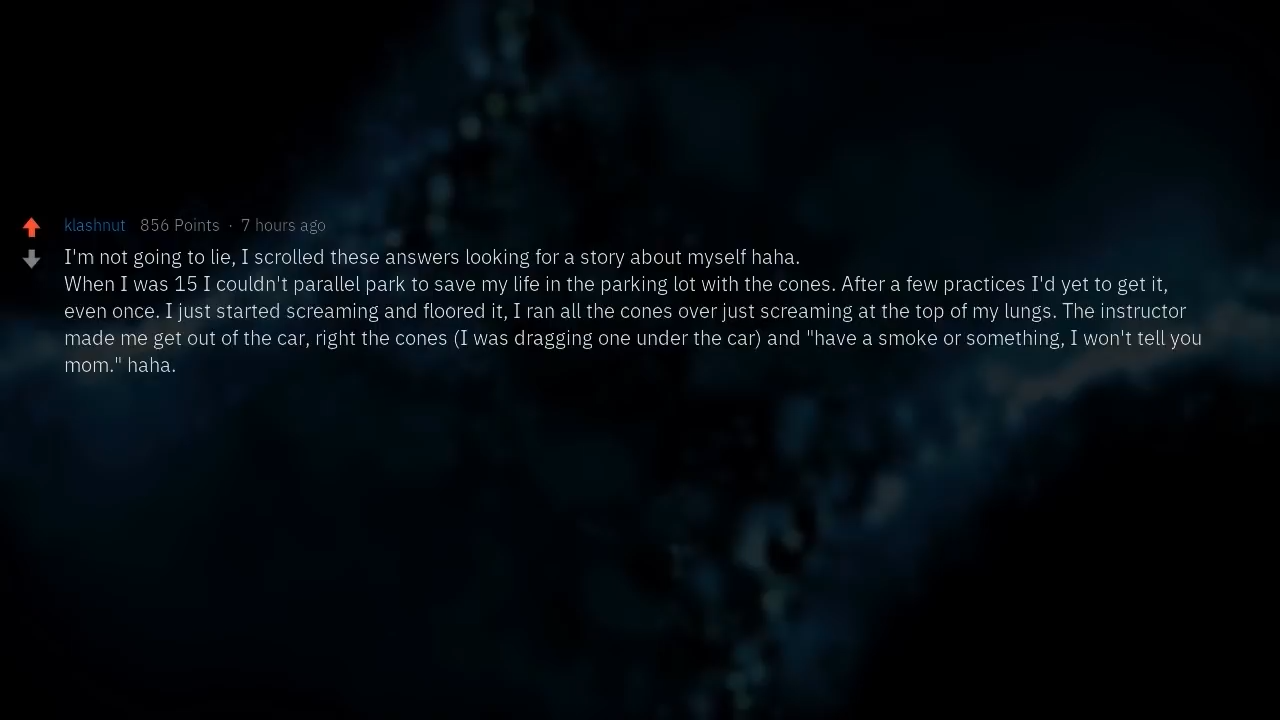 klashnut 856 Points · 7 hours ago
I'm not going to lie, I scrolled these answers looking for a story about myself haha.
When I was 15 I couldn't parallel park to save my life in the parking lot with the cones. After a few practices I'd yet to get it,
even once. I just started screaming and floored it, I ran all the cones over just screaming at the top of my lungs. The instructor
made me get out of the car, right the cones (I was dragging one under the car) and "have a smoke or something, I won't tell you
mom." haha.